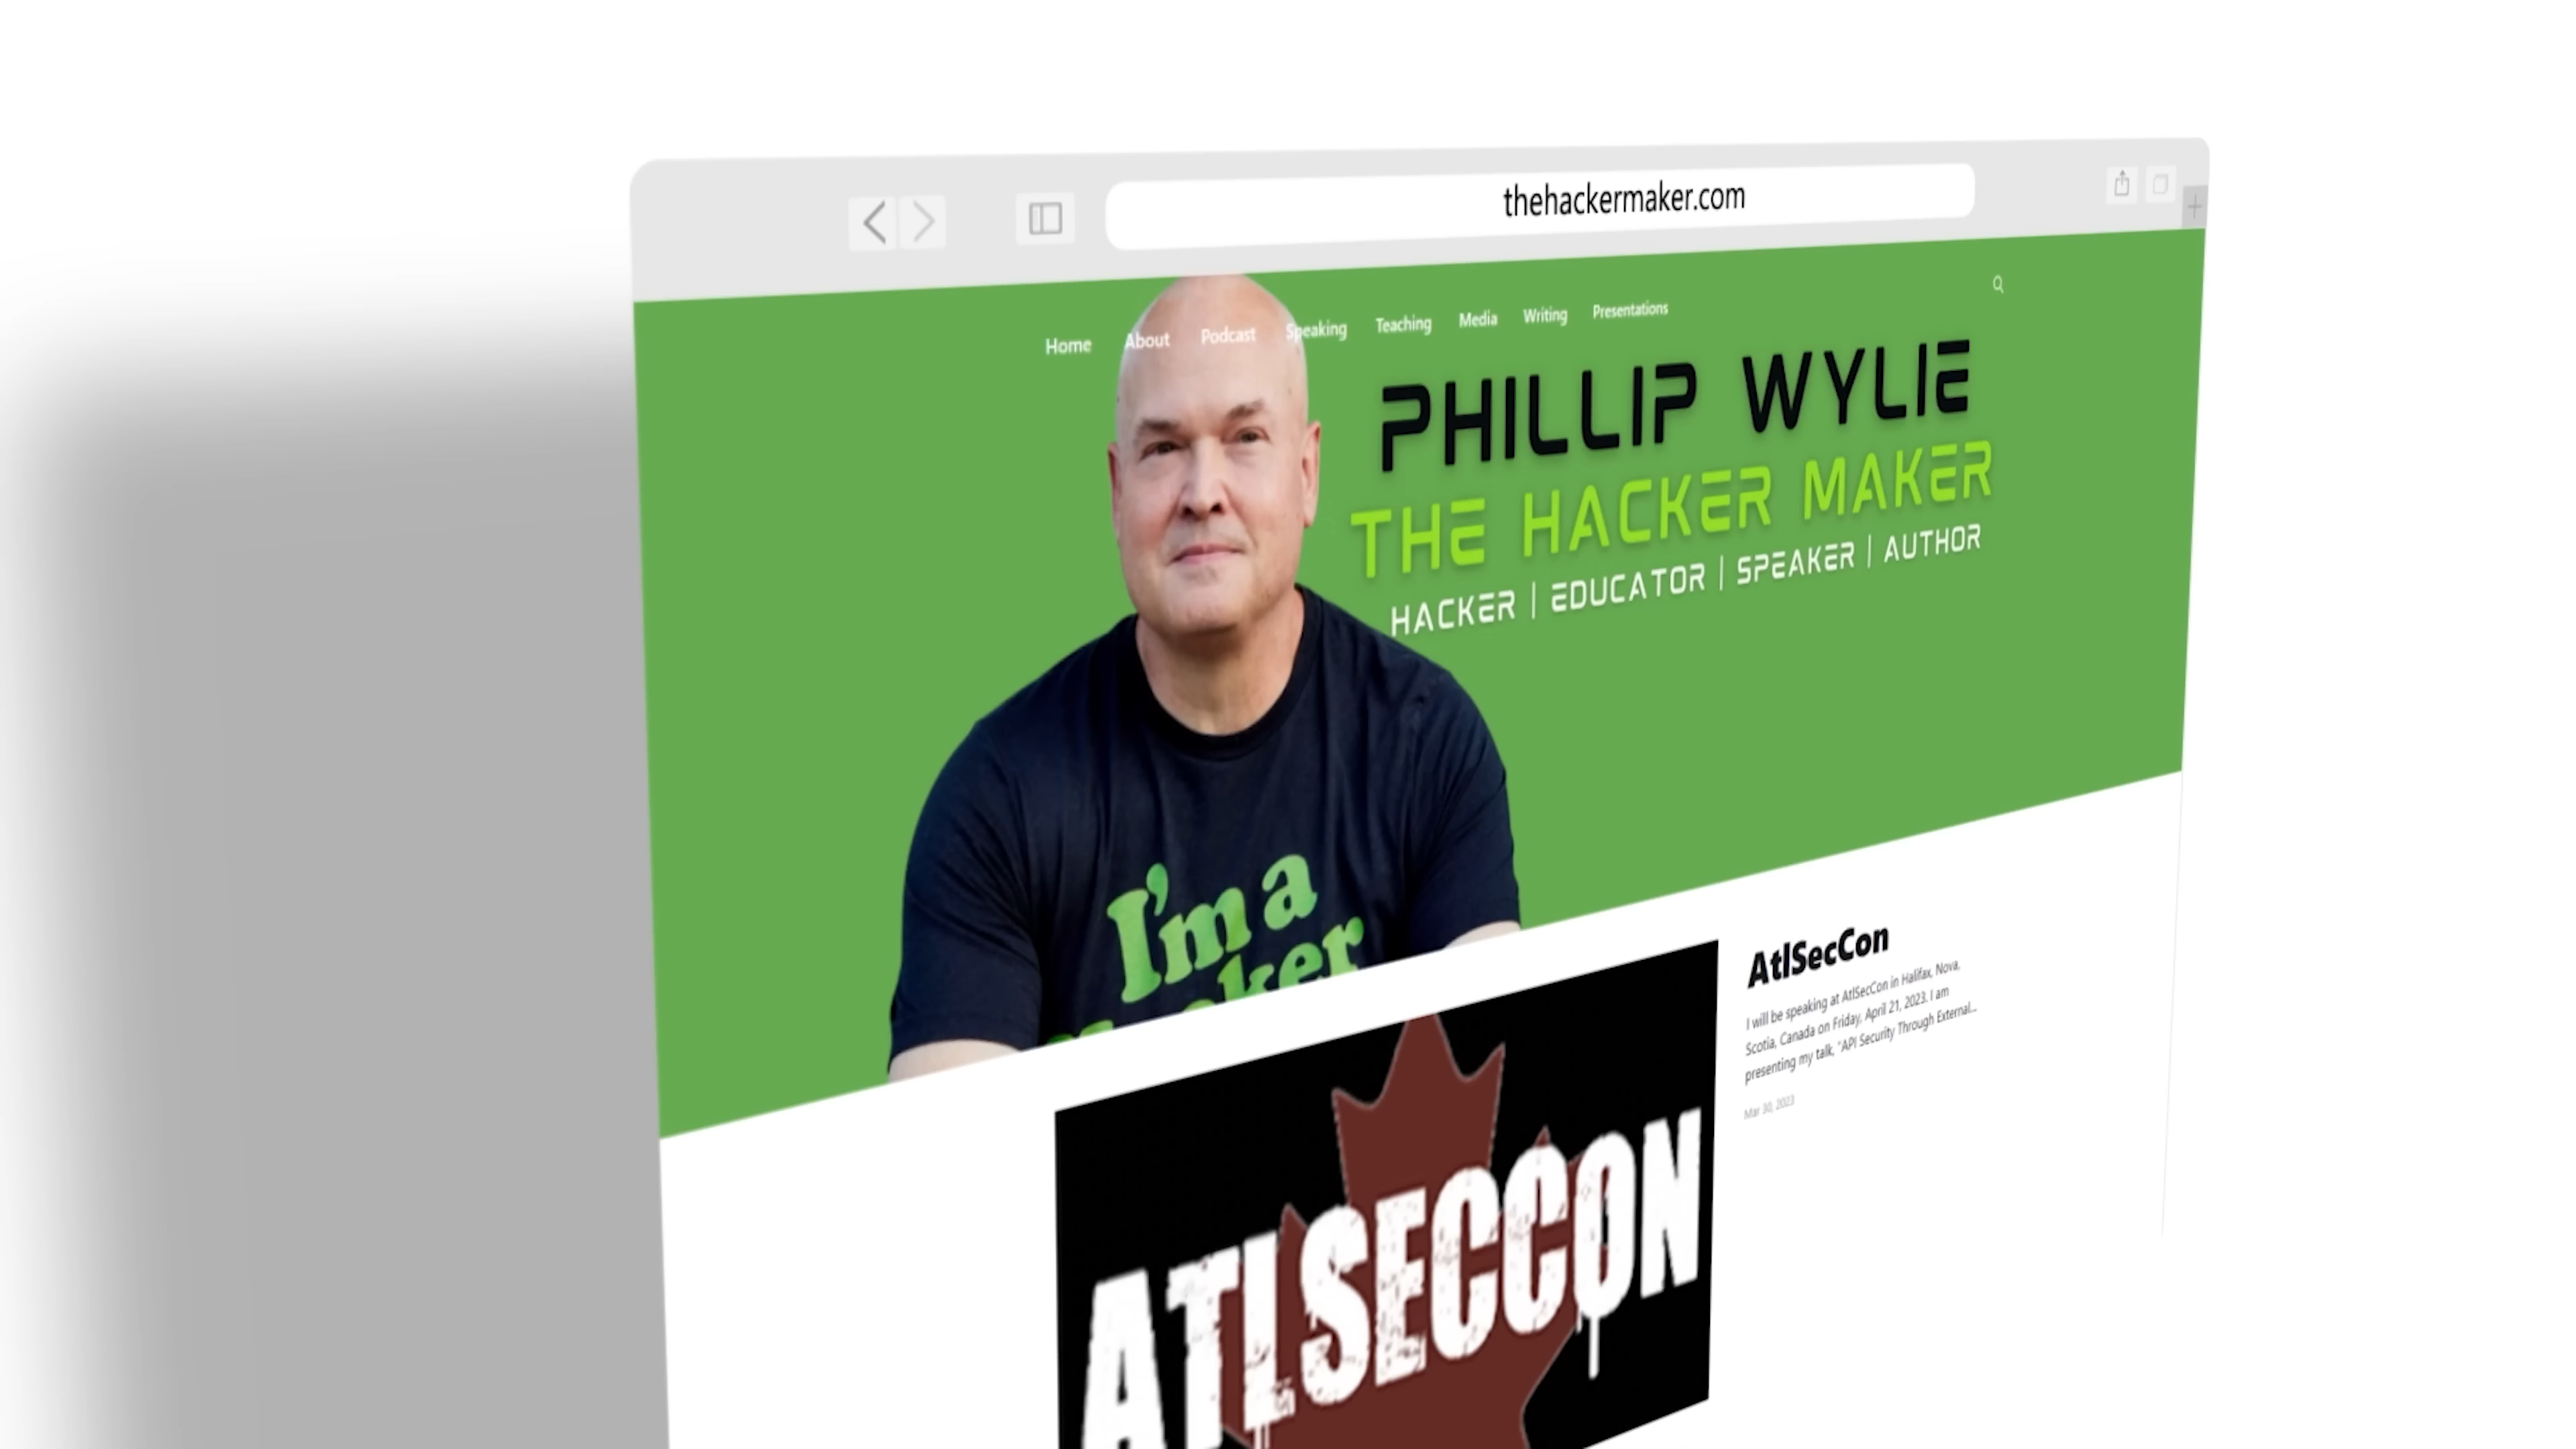 thehackermaker.com
Home About Podcast Speaking Teaching Media Writing Presentations
PHILLIP WYLIE
THE HACKER MAKER
HACKER | EDUCATOR | SPEAKER | AUTHOR
I'm a
AtlSecCon
I will be speaking at AtlSecCon in Halifax, Nova,
Scotia, Canada on Friday, April 21, 2023. I am
presenting my talk, "API Security Through External...
Mar 30, 2023
ATLSECCON